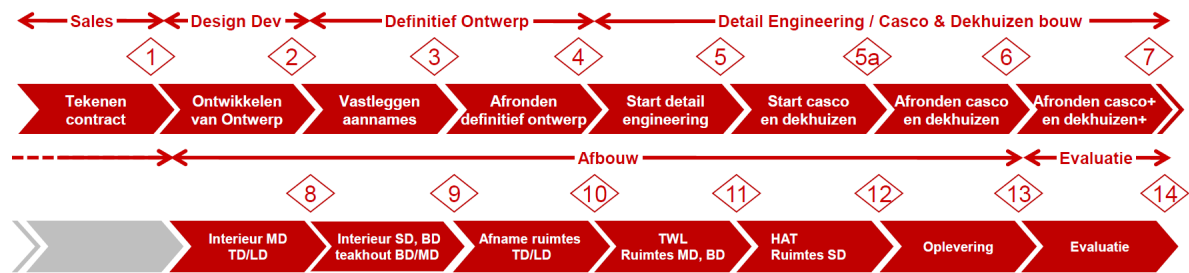 Sales
Design Dev
Definitief Ontwerp
Detail Engineering / Casco & Dekhuizen bouw
1
2
3
4
5
5a
6
7
Tekenen
contract
Ontwikkelen
van Ontwerp
Vastleggen
aannames
Afronden
definitief ontwerp
Start detail
engineering
Start casco
en dekhuizen
Afronden casco
en dekhuizen
Afronden casco+
en dekhuizen+
Afbouw
Evaluatie
8
9
10
11
12
13
14
Interieur MD
TD/LD
Interieur SD, BD
teakhout BD/MD
Afname ruimtes
TD/LD
TWL
Ruimtes MD, BD
HAT
Ruimtes SD
Oplevering
Evaluatie